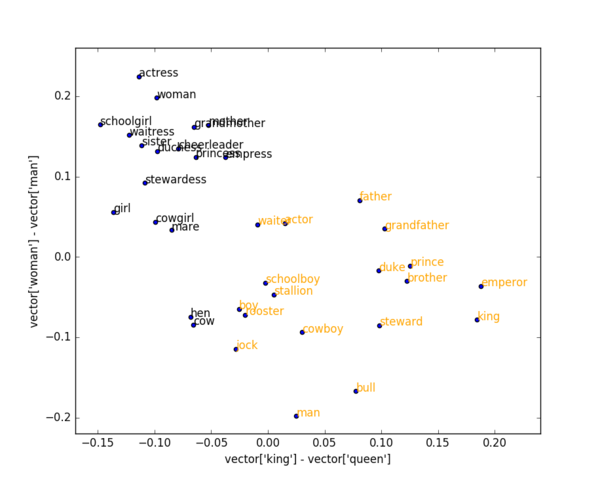 actress
woman
schoolgirl
grandmother
mother
waitress
sister
duchess
cheerleader
princess
empress
stewardess
girl
cowgirl
mare
father
waiter
actor
grandfather
duke
prince
brother
emperor
schoolboy
stallion
boy
rooster
hen
cow
cowboy
steward
king
jock
bull
man
0.2
0.1
0.0
−0.1
−0.2
−0.15
−0.10
−0.05
0.00
0.05
0.10
0.15
0.20
vector['woman'] - vector['man']
vector['king'] - vector['queen']